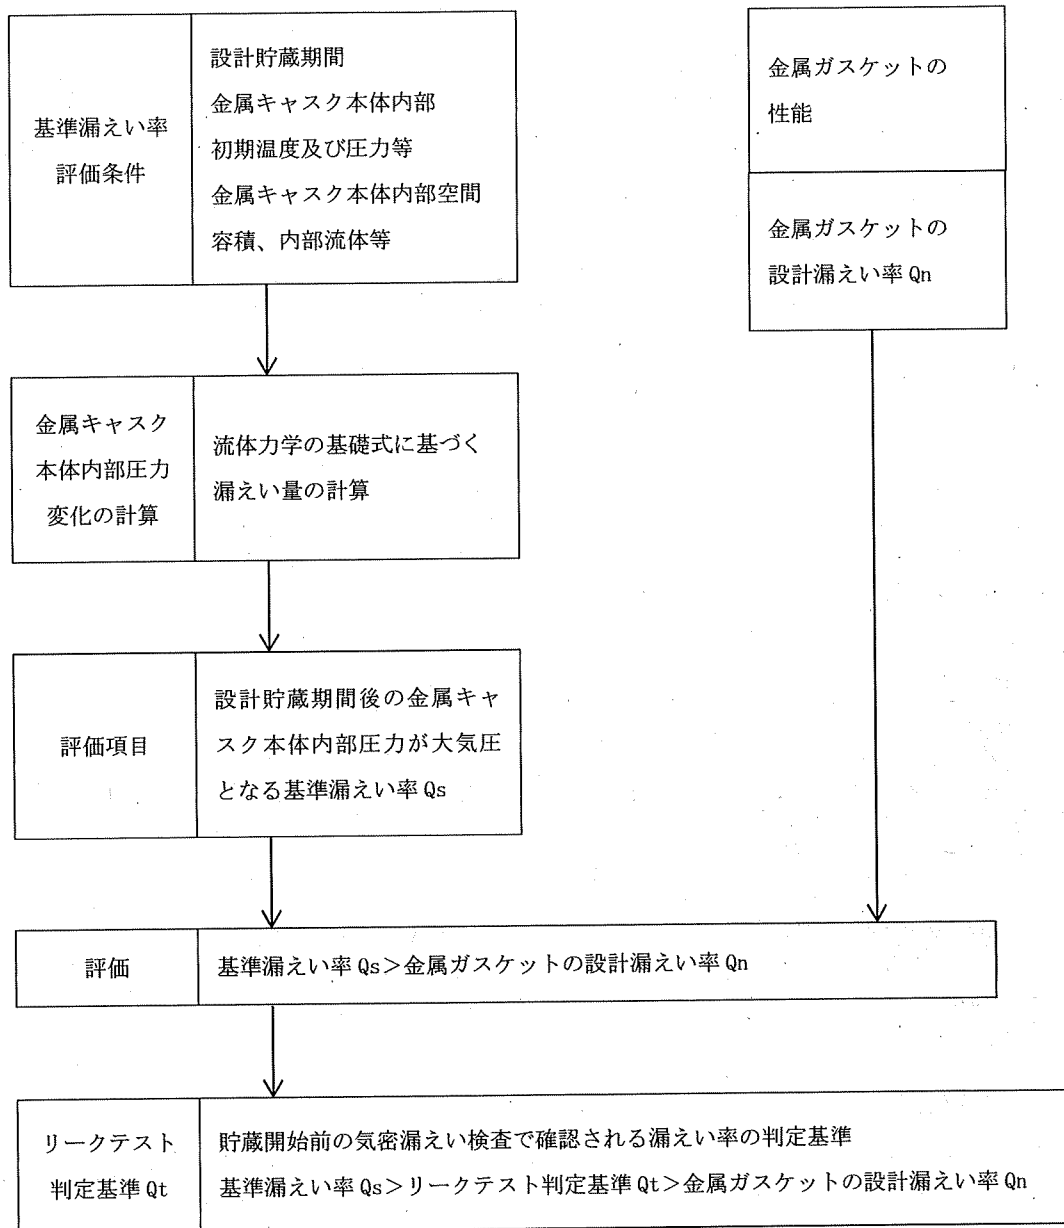 基準漏えい率
評価条件
設計貯蔵期間
金属キャスク本体内部
初期温度及び圧力等
金属キャスク本体内部空間
容積、内部流体等
金属ガスケットの
性能
金属ガスケットの
設計漏えい率 Qn
金属キャスク
本体内部圧力
変化の計算
流体力学の基礎式に基づく
漏えい量の計算
評価項目
設計貯蔵期間後の金属キャ
スク本体内部圧力が大気圧
となる基準漏えい率 Qs
評価
基準漏えい率 Qs＞金属ガスケットの設計漏えい率 Qn
リークテスト
判定基準 Qt
貯蔵開始前の気密漏えい検査で確認される漏えい率の判定基準
基準漏えい率 Qs＞リークテスト判定基準 Qt＞金属ガスケットの設計漏えい率 Qn